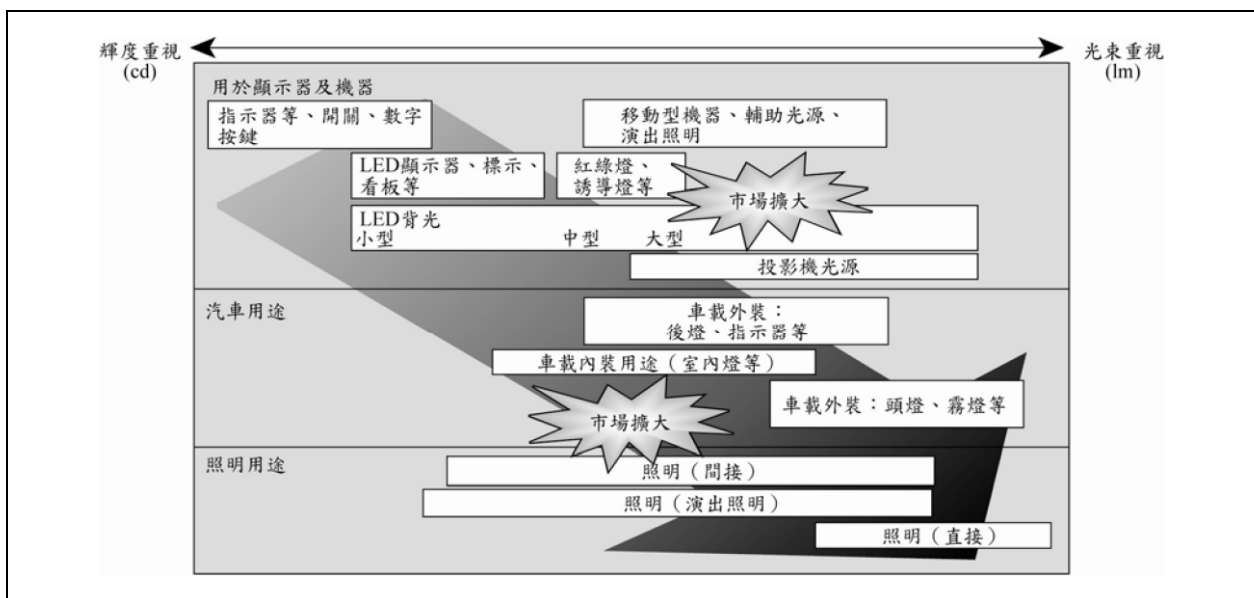 輝度重視
(cd)
光束重視
(lm)
用於顯示器及機器
指示器等、開關、數字
按鍵
移動型機器、輔助光源、
演出照明
LED顯示器、標示、
看板等
紅綠燈、
誘導燈等
市場擴大
LED背光
小型
中型
大型
投影機光源
汽車用途
車載外裝：
後燈、指示器等
車載內裝用途（室內燈等）
車載外裝：頭燈、霧燈等
市場擴大
照明用途
照明（間接）
照明（演出照明）
照明（直接）